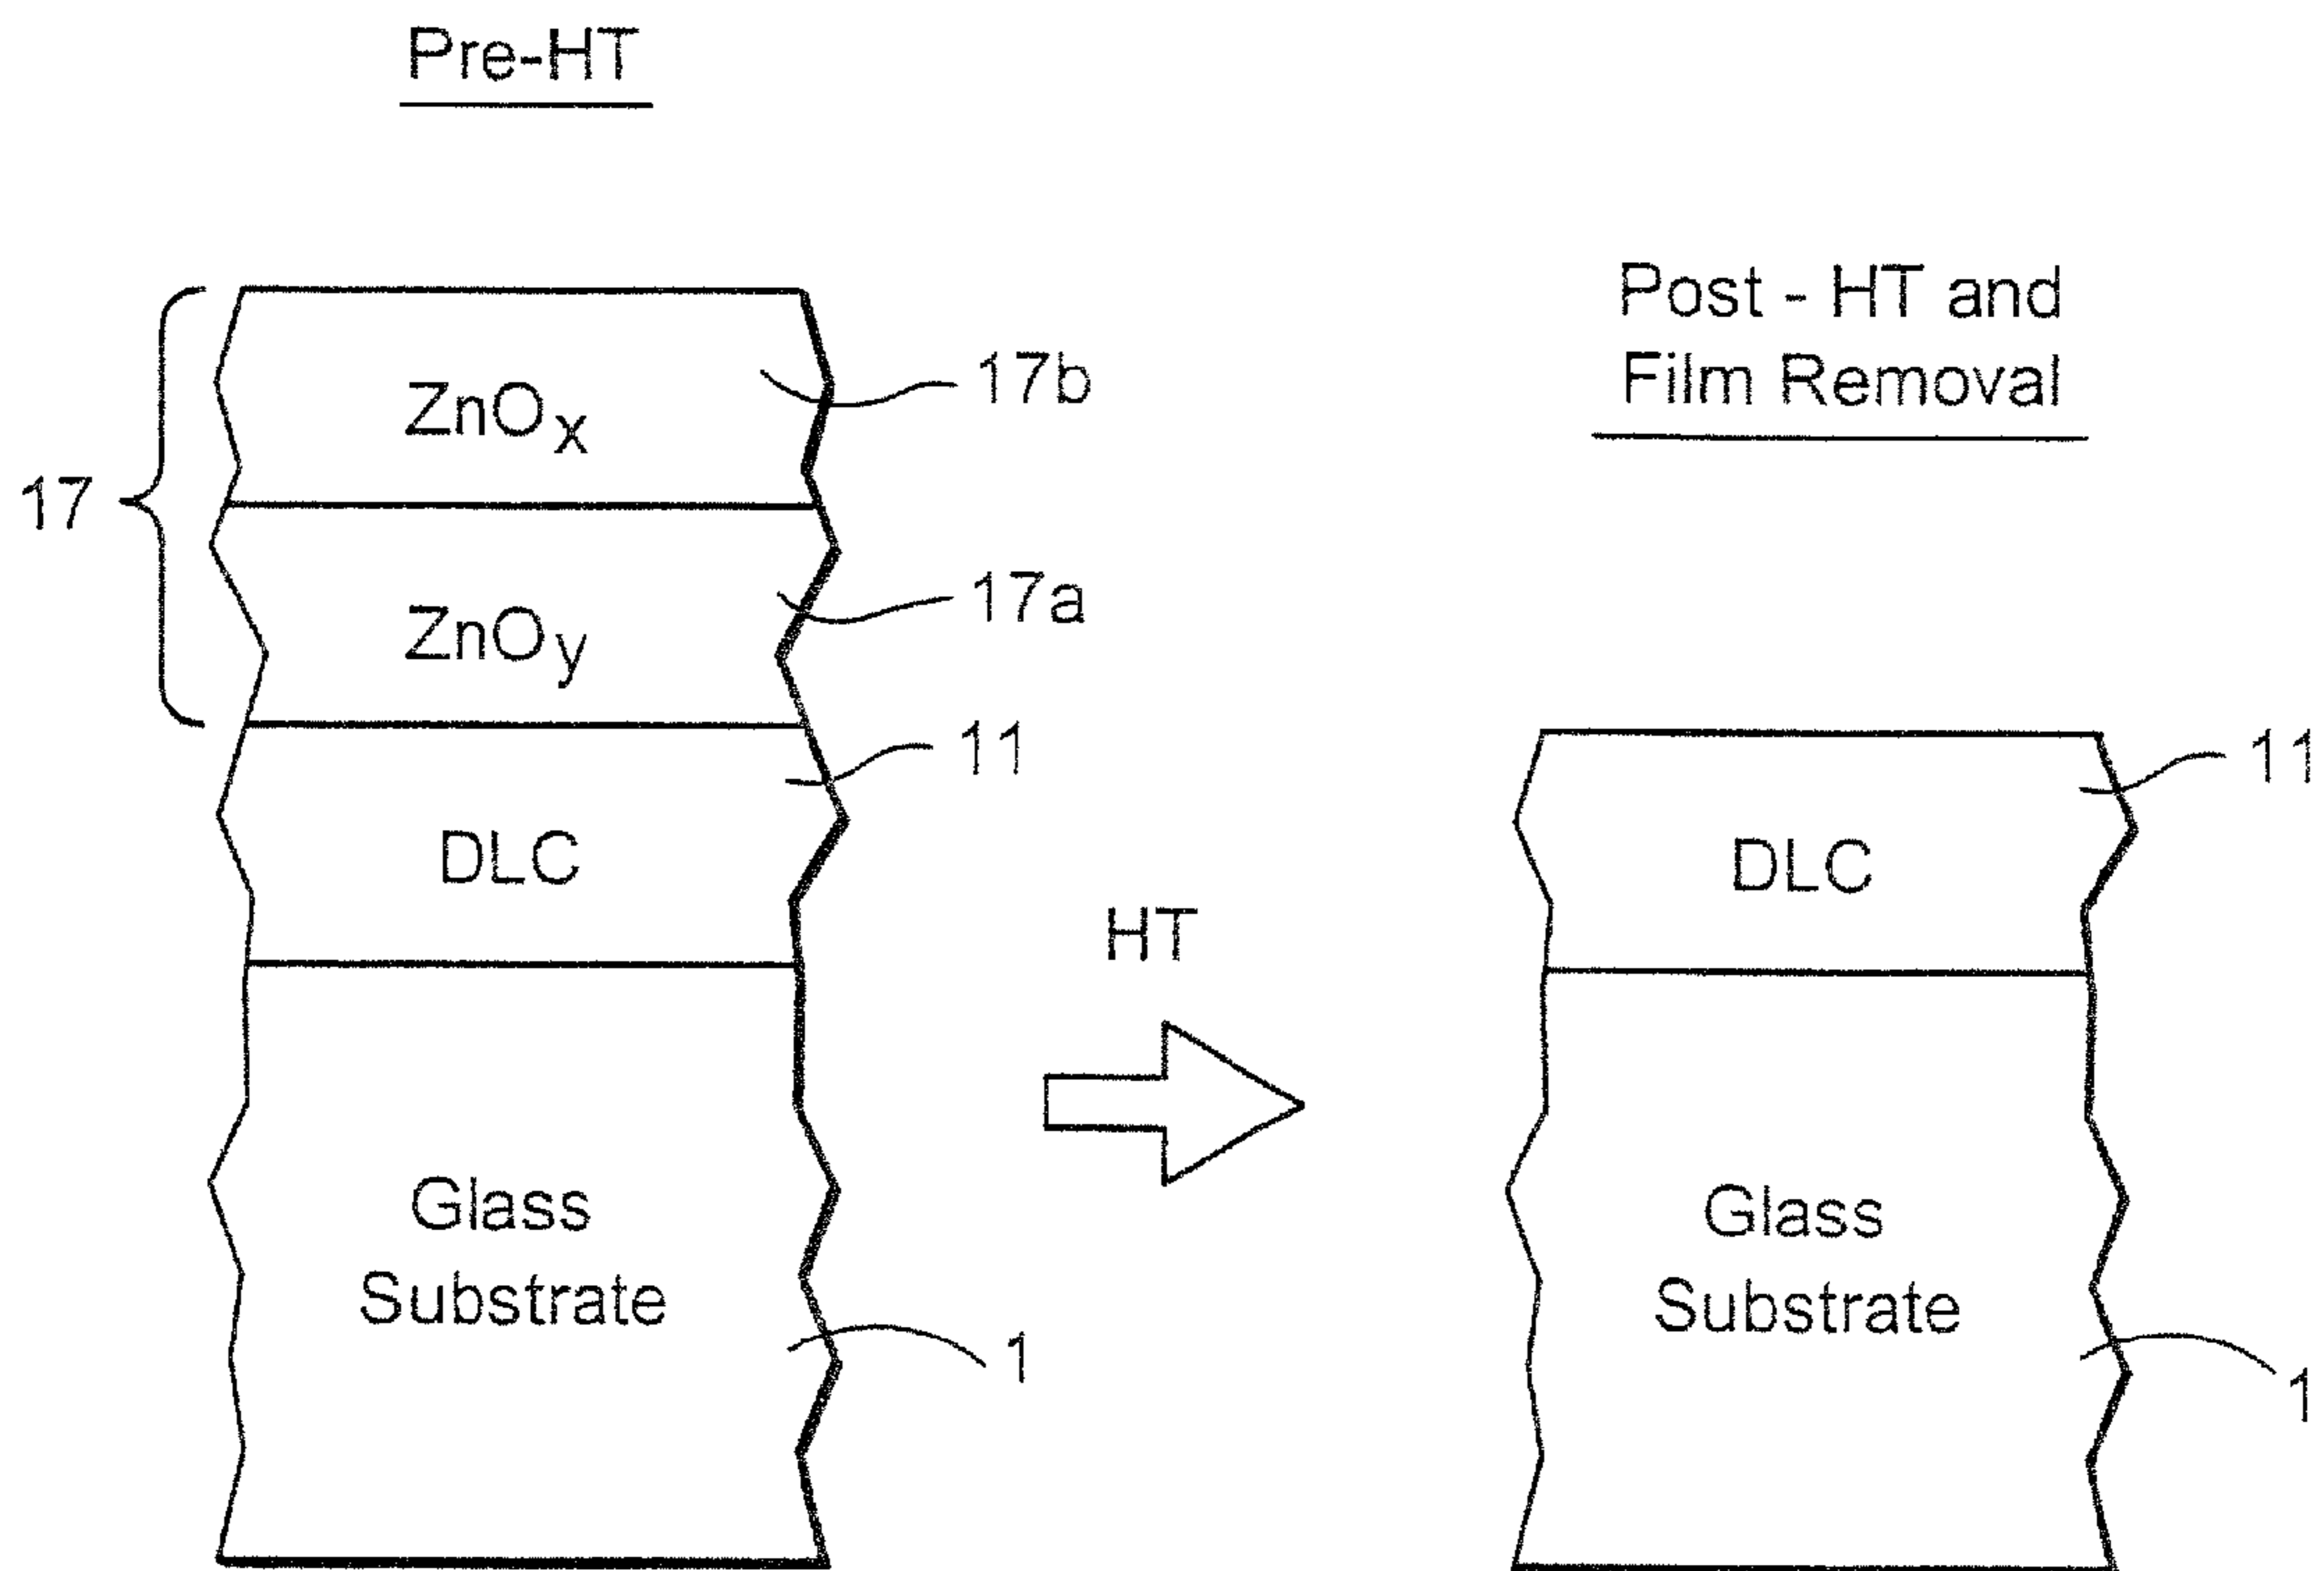 Pre-HT
17
ZnOx
17b
ZnOy
17a
DLC
11
Glass
Substrate
1
HT
Post - HT and
Film Removal
DLC
11
Glass
Substrate
1